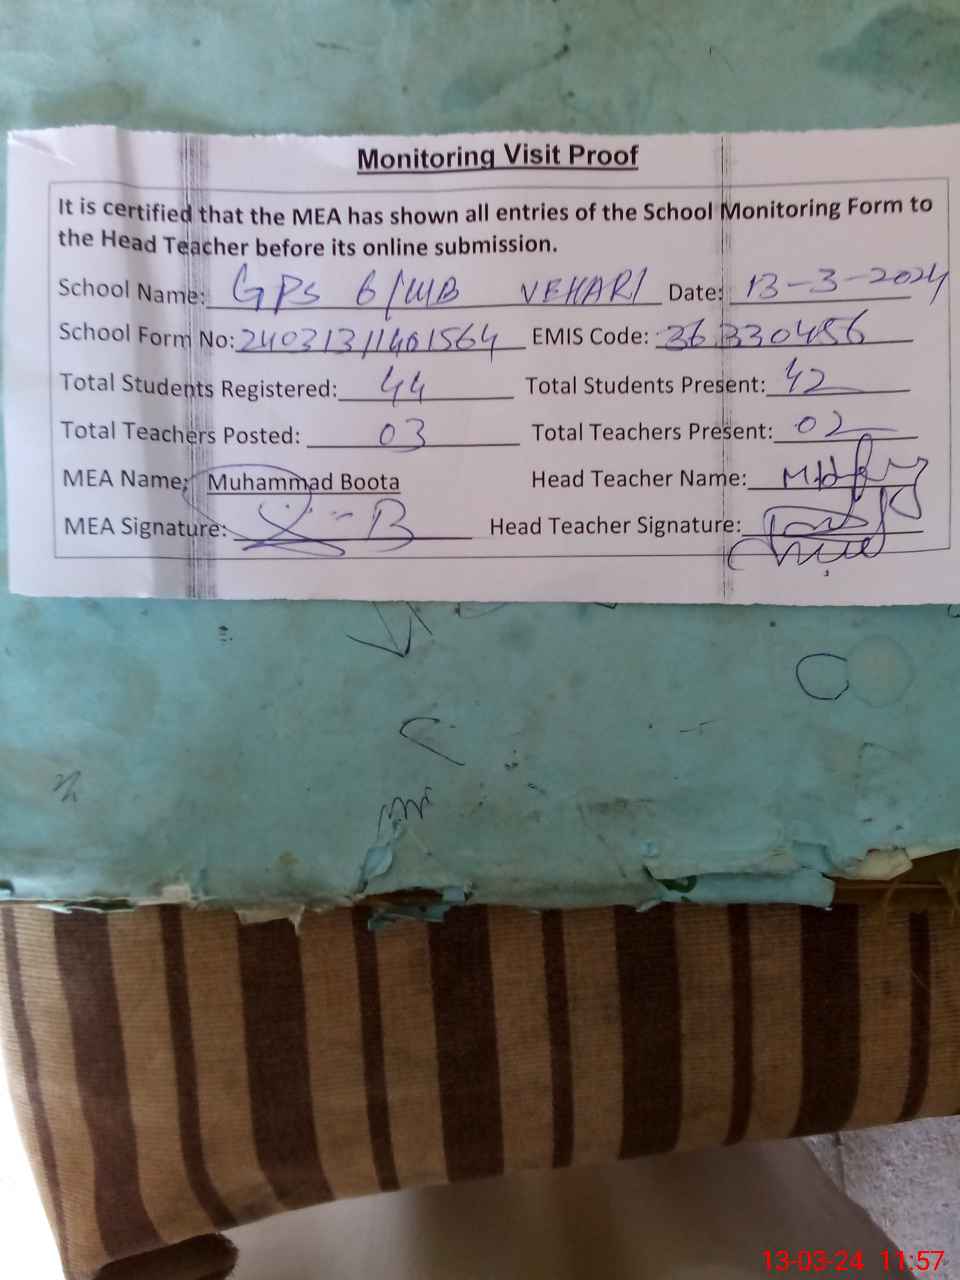 Monitoring Visit Proof
It is certified that the MEA has shown all entries of the School Monitoring Form to
the Head Teacher before its online submission.
School Name: GPS 6/WB VEHARI Date: 13-3-2024
School Form No: 24031311401564 EMIS Code: 36330456
Total Students Registered: 44 Total Students Present: 42
Total Teachers Posted: 03 Total Teachers Present: 02
MEA Name: Muhammad Boota Head Teacher Name:
MEA Signature: Head Teacher Signature:
13-03-24 11:57